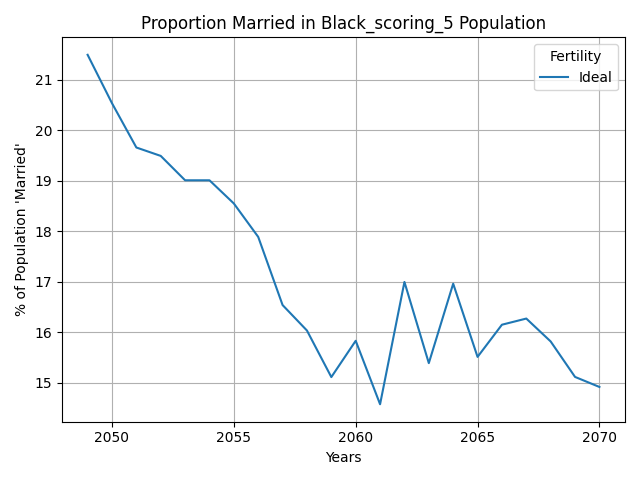 Proportion Married in Black_scoring_5 Population
Fertility
Ideal
% of Population 'Married'
21
20
19
18
17
16
15
2050 2055 2060 2065 2070
Years